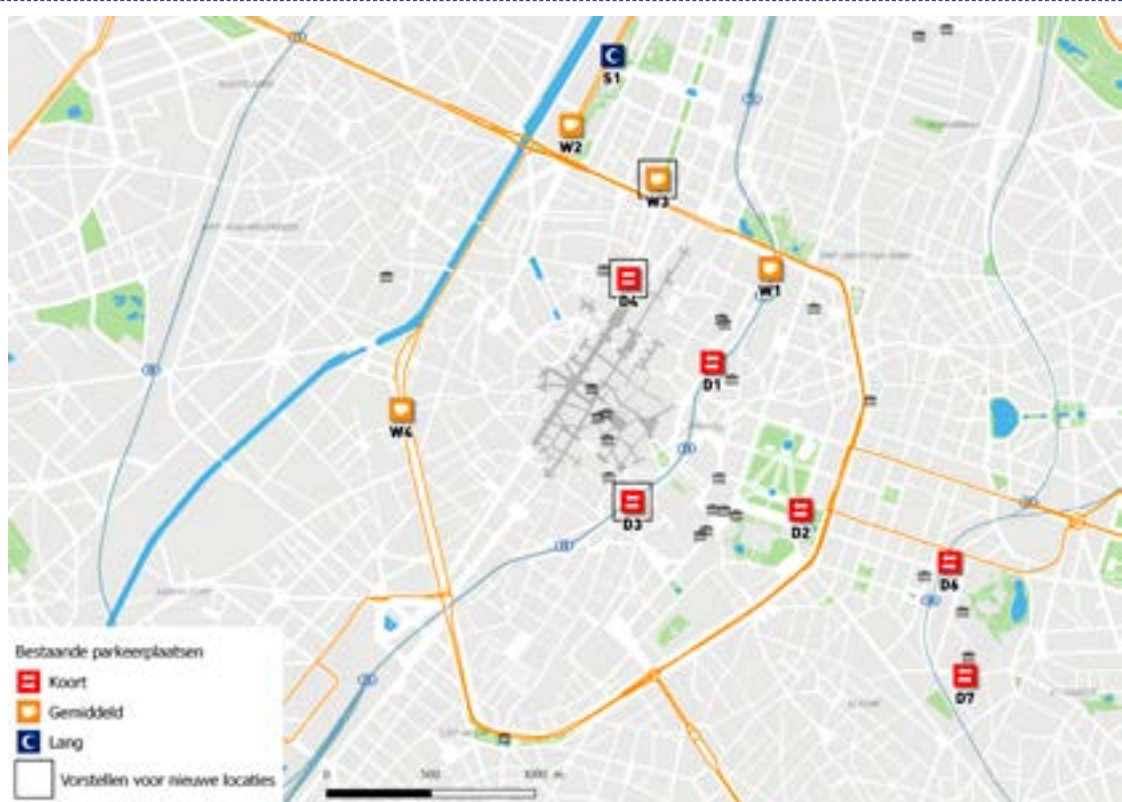 S1
W2
W3
D4
W1
D1
W4
D3
D2
D6
D7
Bestaande parkeerplaatsen
Koort
Gemiddeld
Lang
Vorstellen voor nieuwe locaties
0 500 1000 m